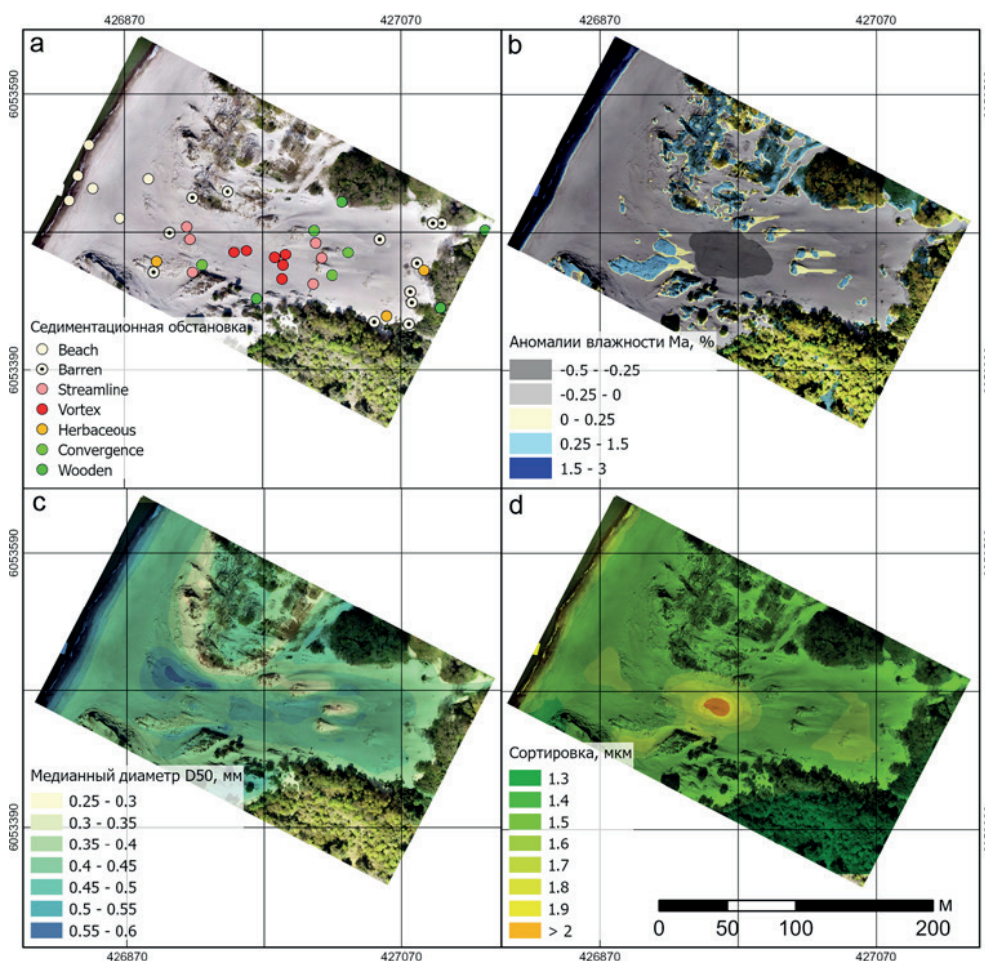 426870
427070
426870
427070
a
b
6053590
6053390
Седиментационная обстановка
Beach
Barren
Streamline
Vortex
Herbaceous
Convergence
Wooden
Аномалии влажности Ma, %
-0.5 - -0.25
-0.25 - 0
0 - 0.25
0.25 - 1.5
1.5 - 3
c
d
6053590
6053390
Медианный диаметр D50, мм
0.25 - 0.3
0.3 - 0.35
0.35 - 0.4
0.4 - 0.45
0.45 - 0.5
0.5 - 0.55
0.55 - 0.6
Сортировка, мкм
1.3
1.4
1.5
1.6
1.7
1.8
1.9
> 2
М
0 50 100 200
426870
427070
426870
427070